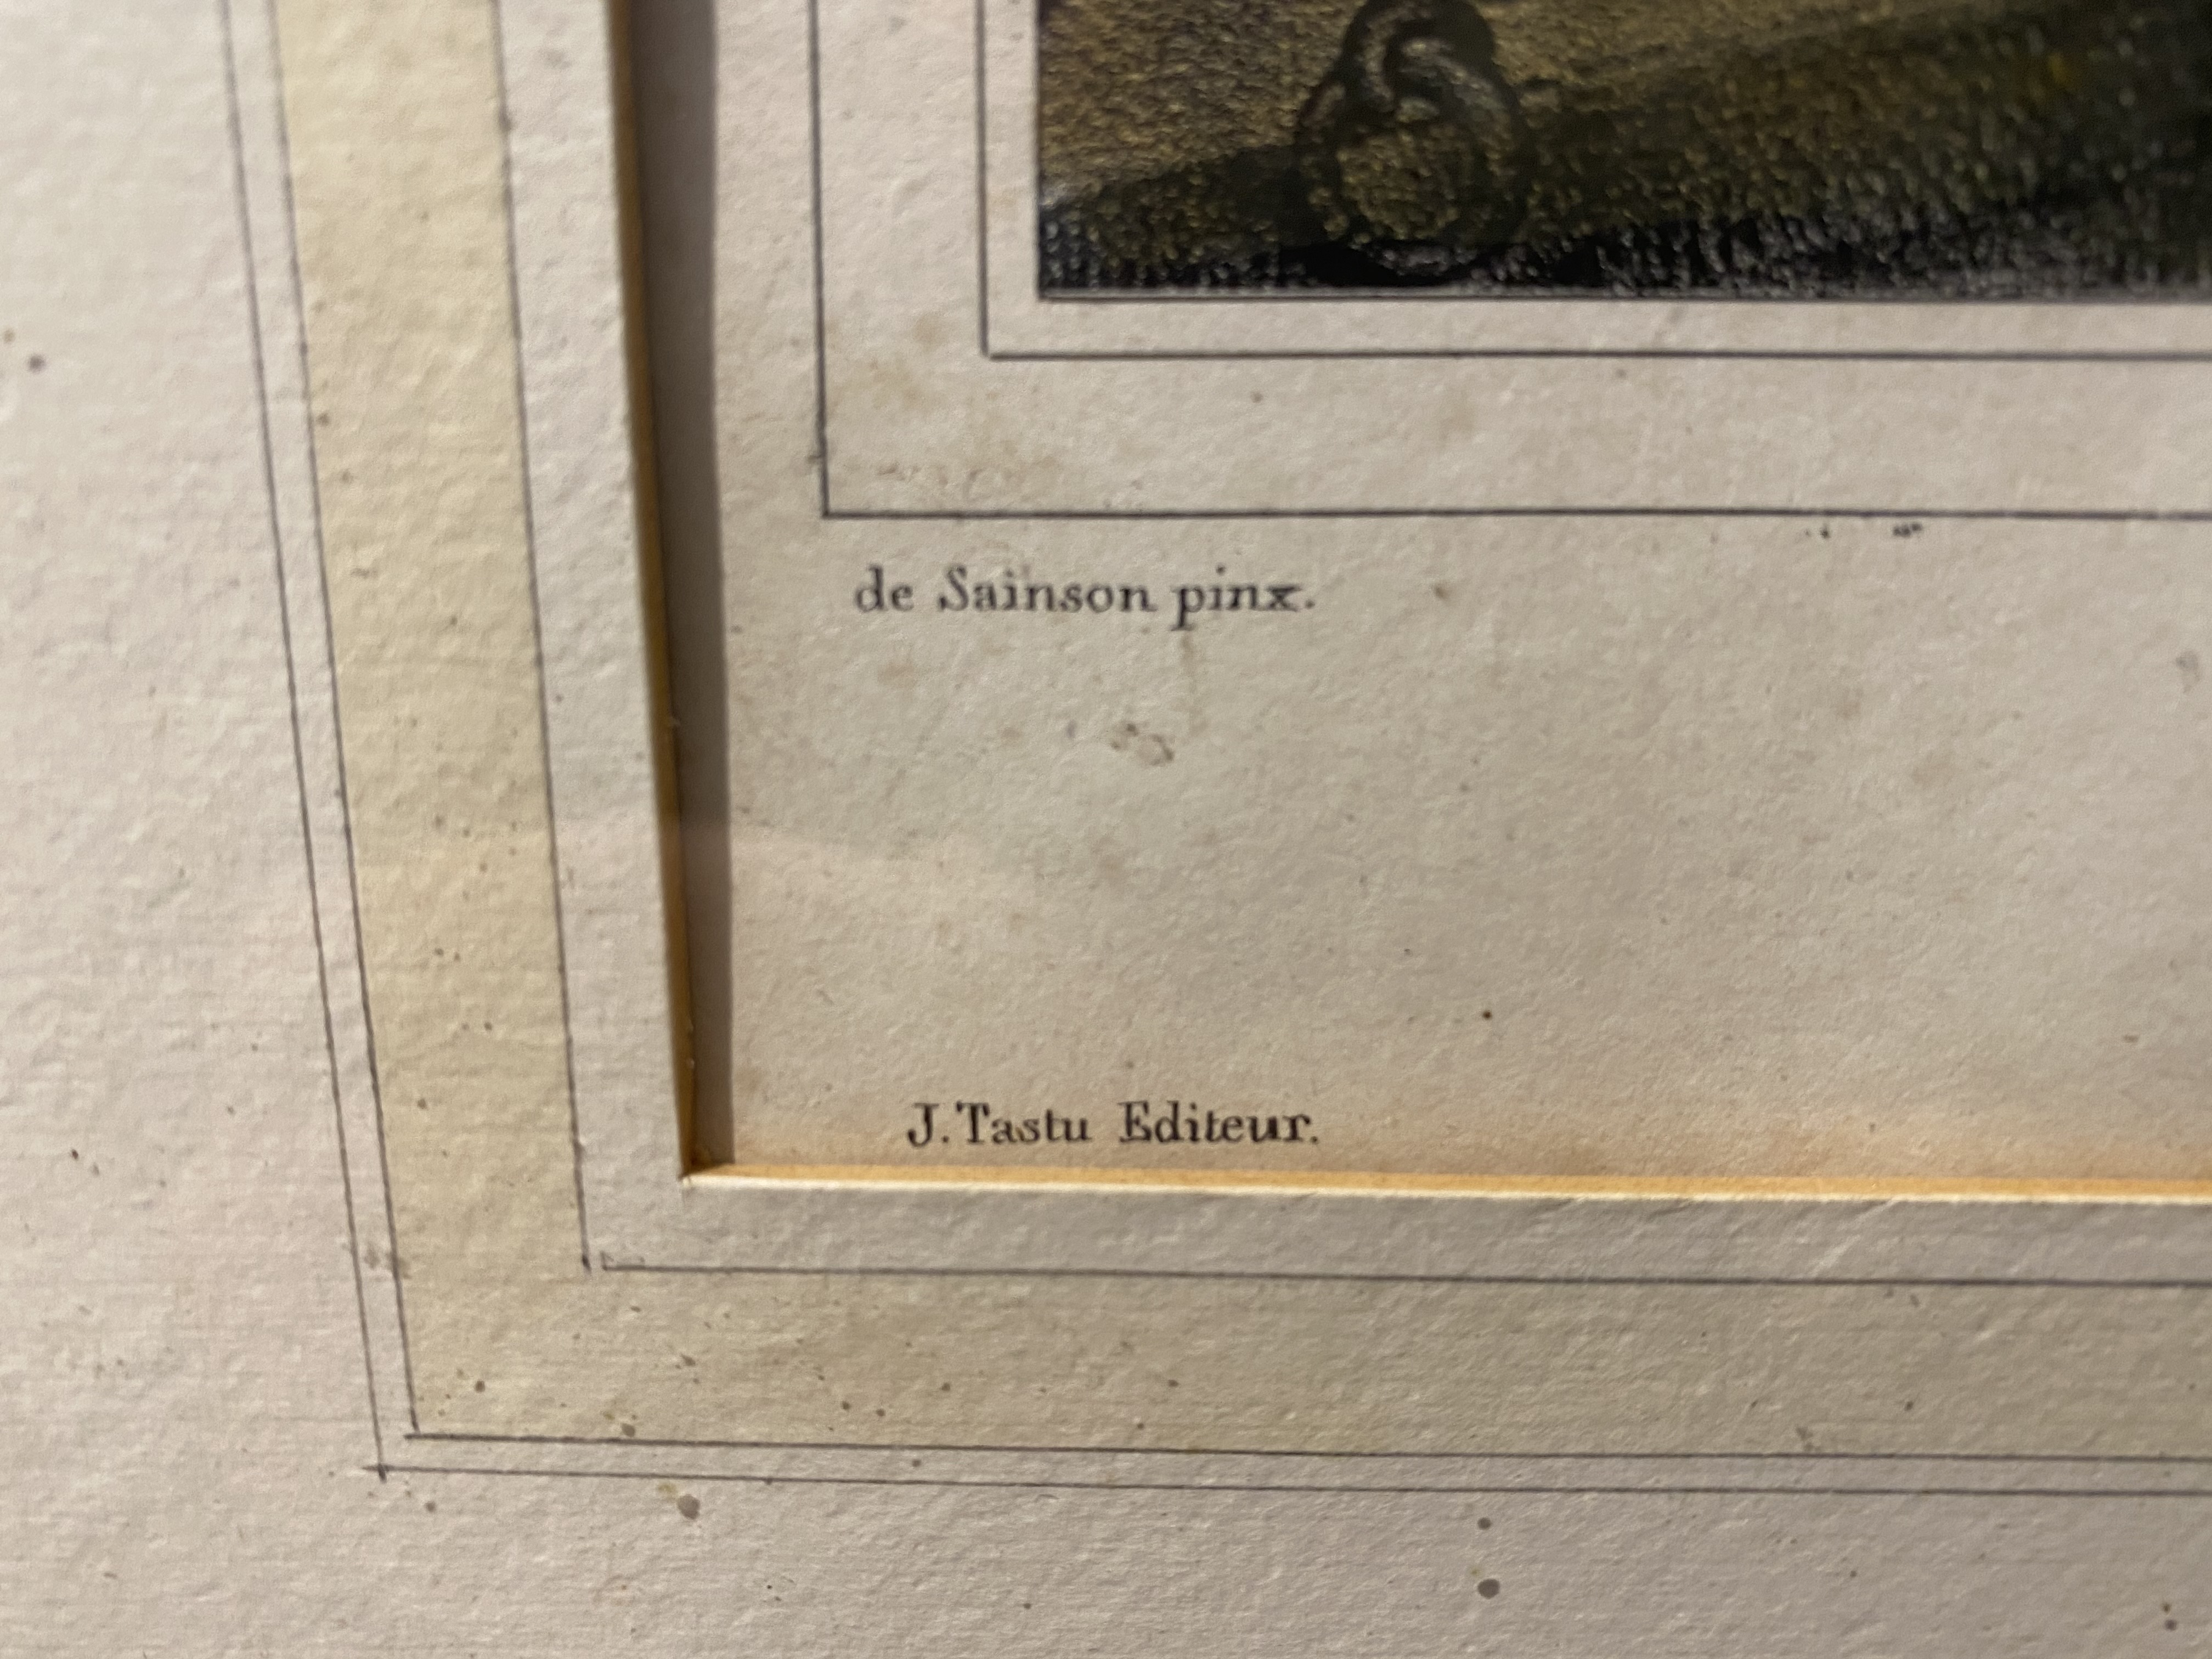 de Sainson pinx.
J. Tastu Editeur.